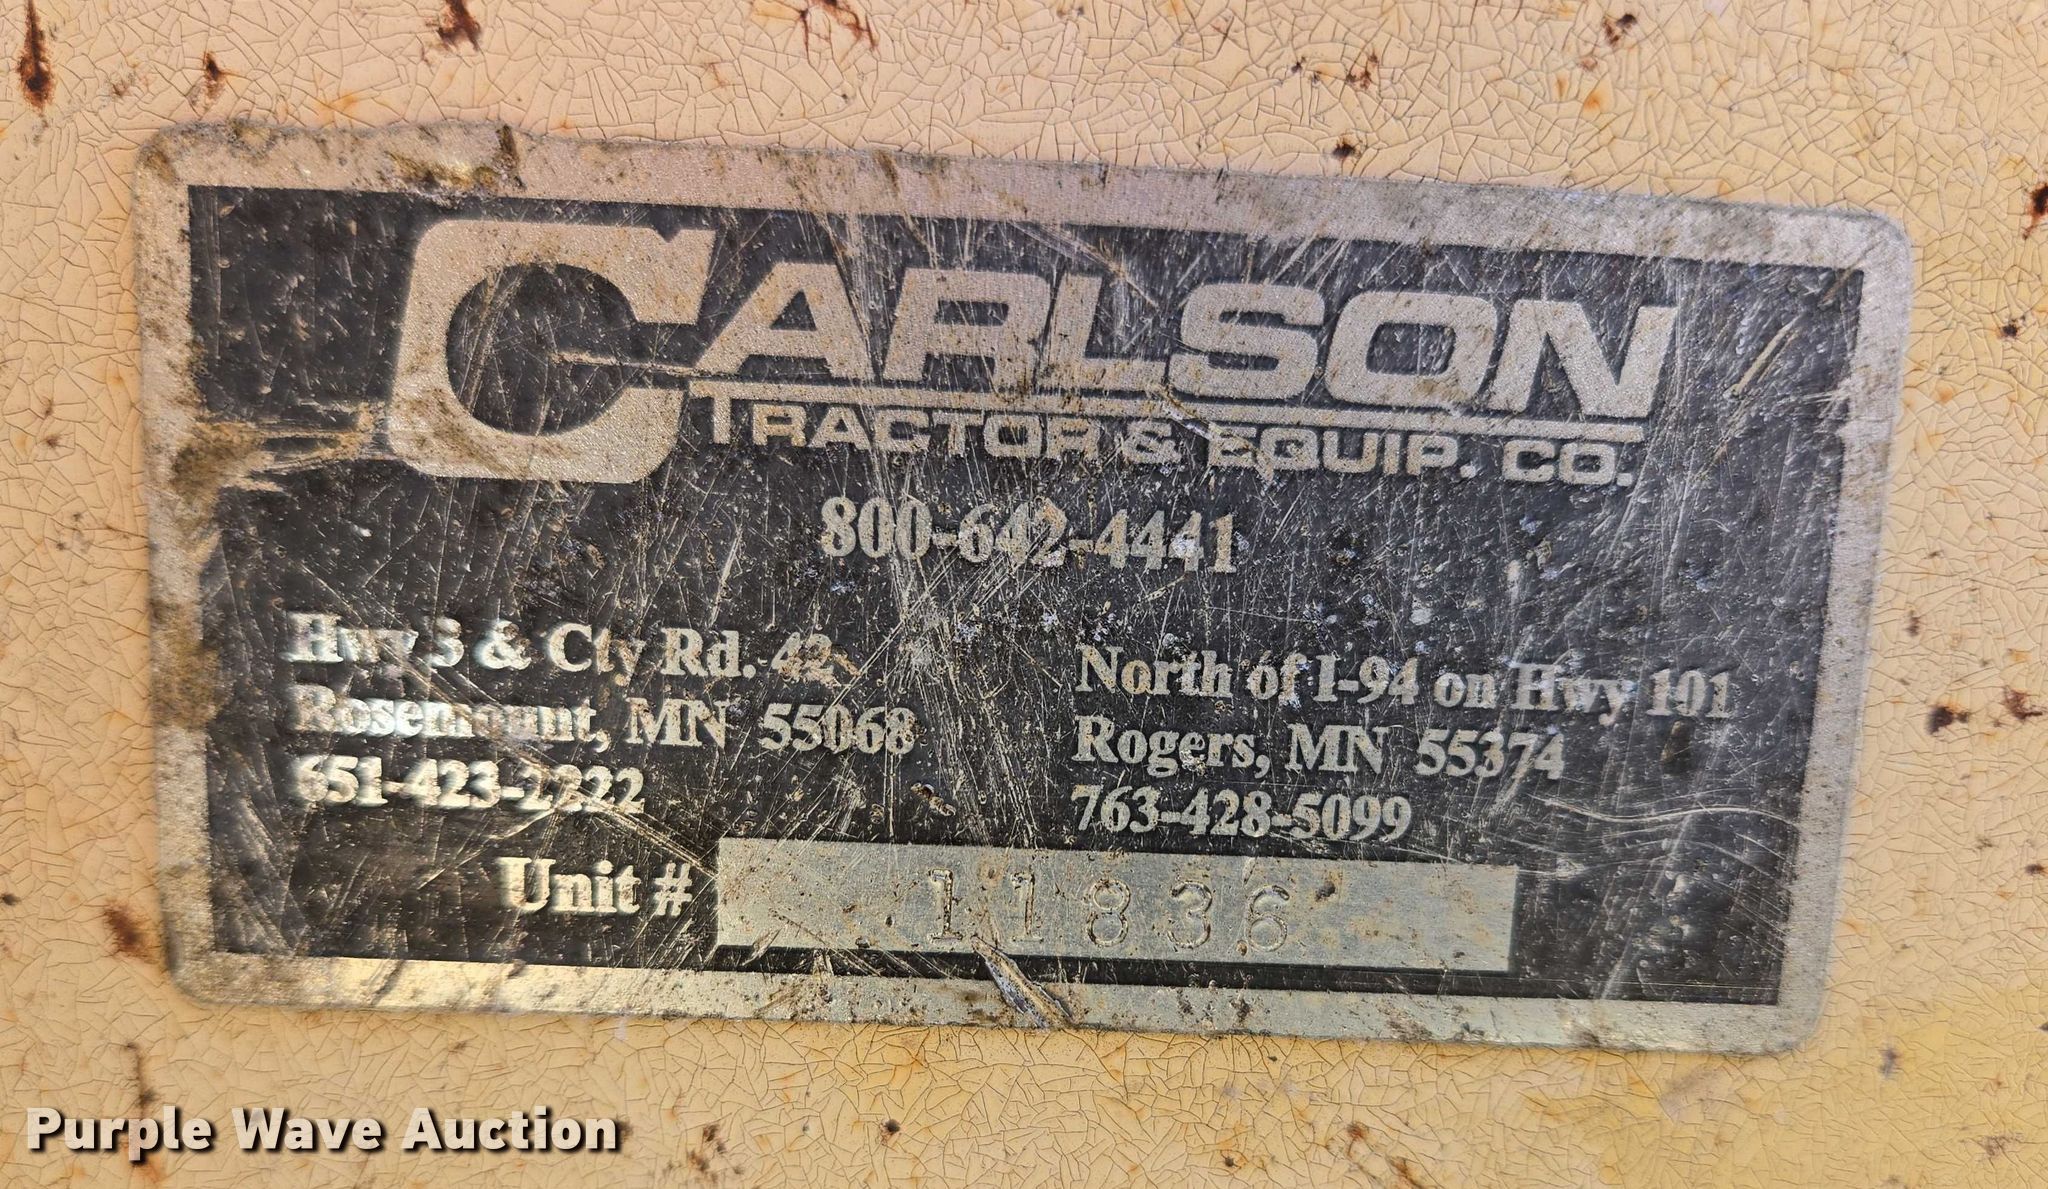 CARLSON
TRACTOR & EQUIP. CO.
800-642-4441
Hwy 3 & Cty Rd. 42
Rosemount, MN 55068
651-423-2222
North of I-94 on Hwy 101
Rogers, MN 55374
763-428-5099
Unit # 11836
Purple Wave Auction